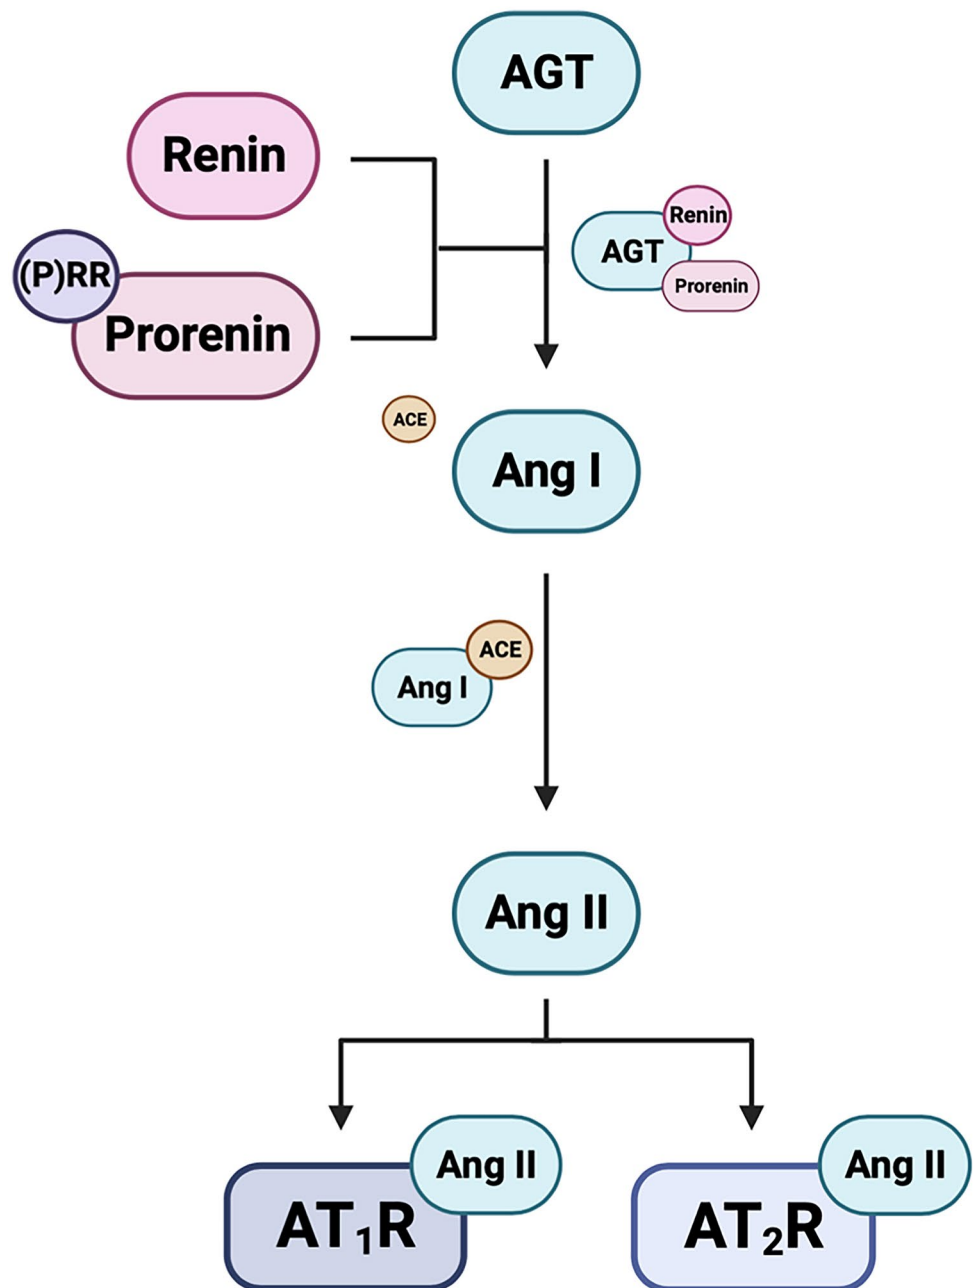 AGT
Renin
(P)RR
Prorenin
Renin
AGT
Prorenin
ACE
Ang I
ACE
Ang I
Ang II
Ang II
AT₁R
Ang II
AT₂R